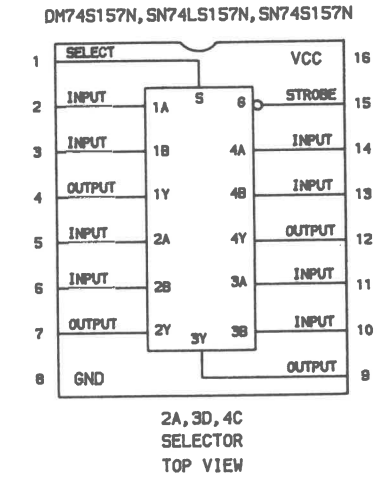 DM74S157N, SN74LS157N, SN74S157N
1 SELECT S VCC 16
2 INPUT 1A G STROBE 15
3 INPUT 1B 4A INPUT 14
4 OUTPUT 1Y 4B INPUT 13
5 INPUT 2A 4Y OUTPUT 12
6 INPUT 2B 3A INPUT 11
7 OUTPUT 2Y 3Y 3B INPUT 10
8 GND OUTPUT 9
2A, 3D, 4C
SELECTOR
TOP VIEW